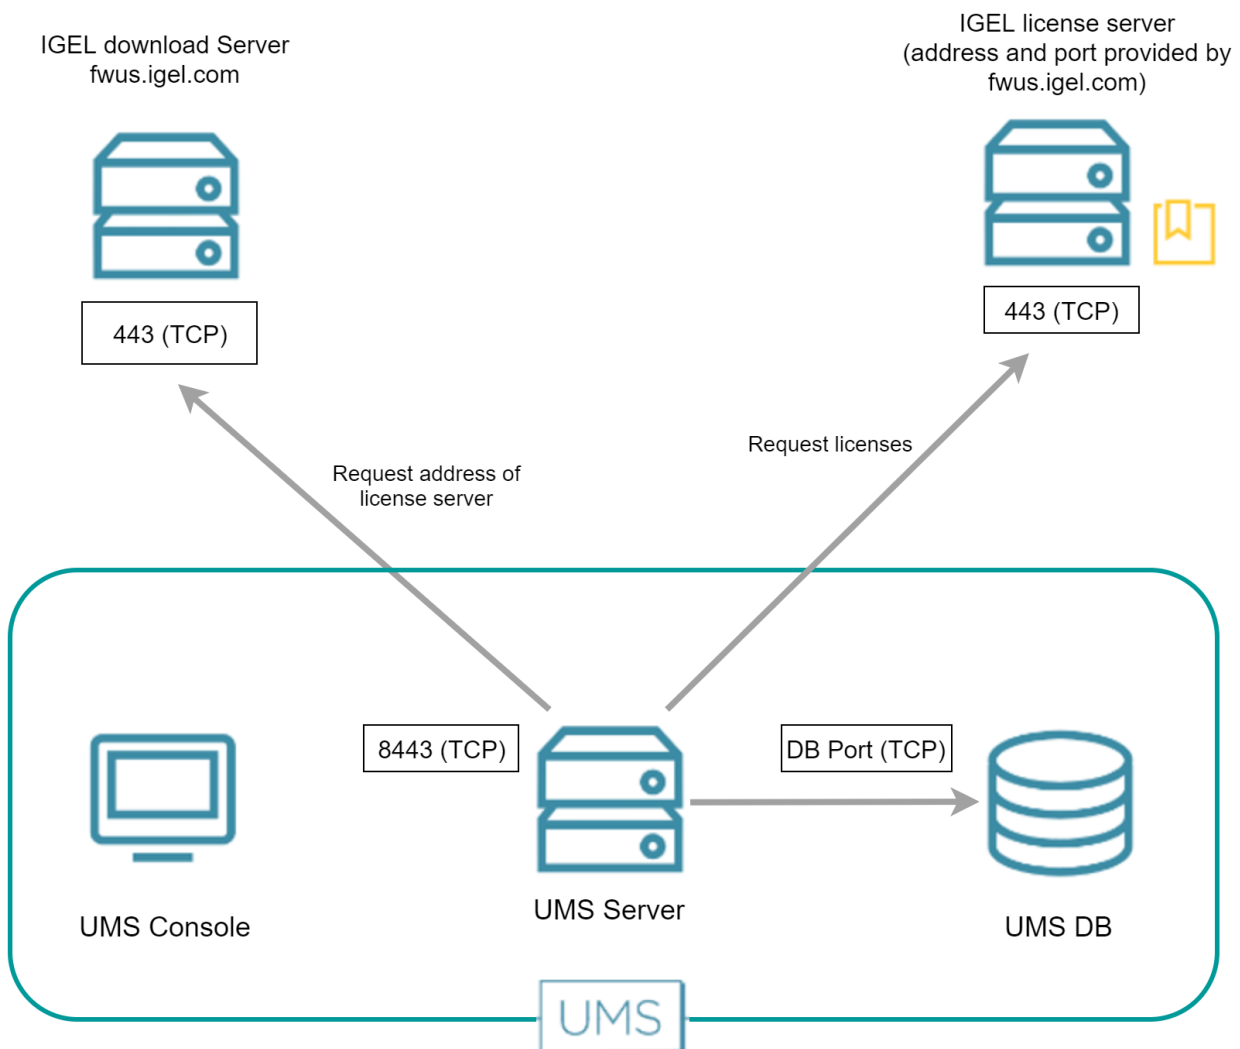 IGEL download Server
fwus.igel.com
IGEL license server
(address and port provided by
fwus.igel.com)
443 (TCP)
443 (TCP)
Request address of
license server
Request licenses
8443 (TCP)
DB Port (TCP)
UMS Console
UMS Server
UMS DB
UMS